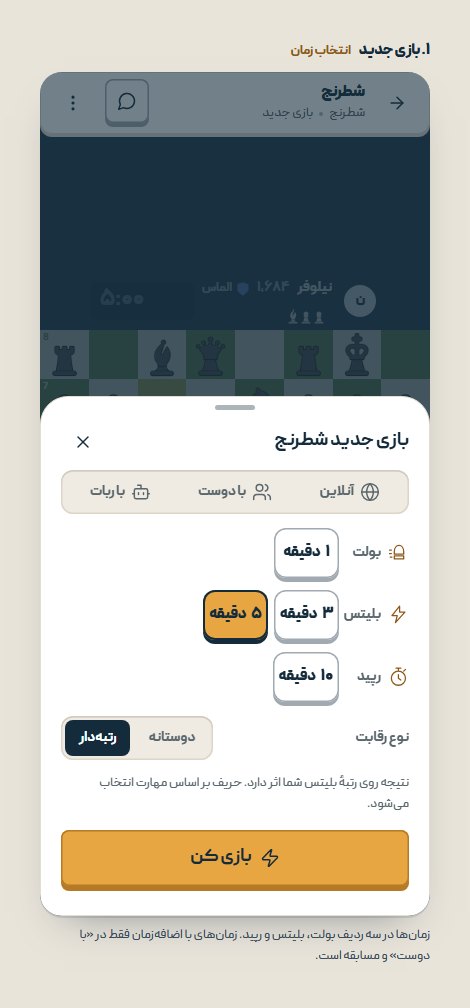 ۱. بازی جدید انتخاب زمان
شطرنج
شطرنج • بازی جدید
ن نیلوفر ۱٬۶۸۴ الماس ۵:۰۰
8
7
بازی جدید شطرنج
آنلاین با دوست با ربات
بولت ۱ دقیقه
بلیتس ۳ دقیقه ۵ دقیقه
رپید ۱۰ دقیقه
نوع رقابت دوستانه رتبه‌دار
نتیجه روی رتبهٔ بلیتس شما اثر دارد. حریف بر اساس مهارت انتخاب
می‌شود.
بازی کن
زمان‌ها در سه ردیف بولت، بلیتس و رپید. زمان‌های با اضافه‌زمان فقط در «با
دوست» و مسابقه است.